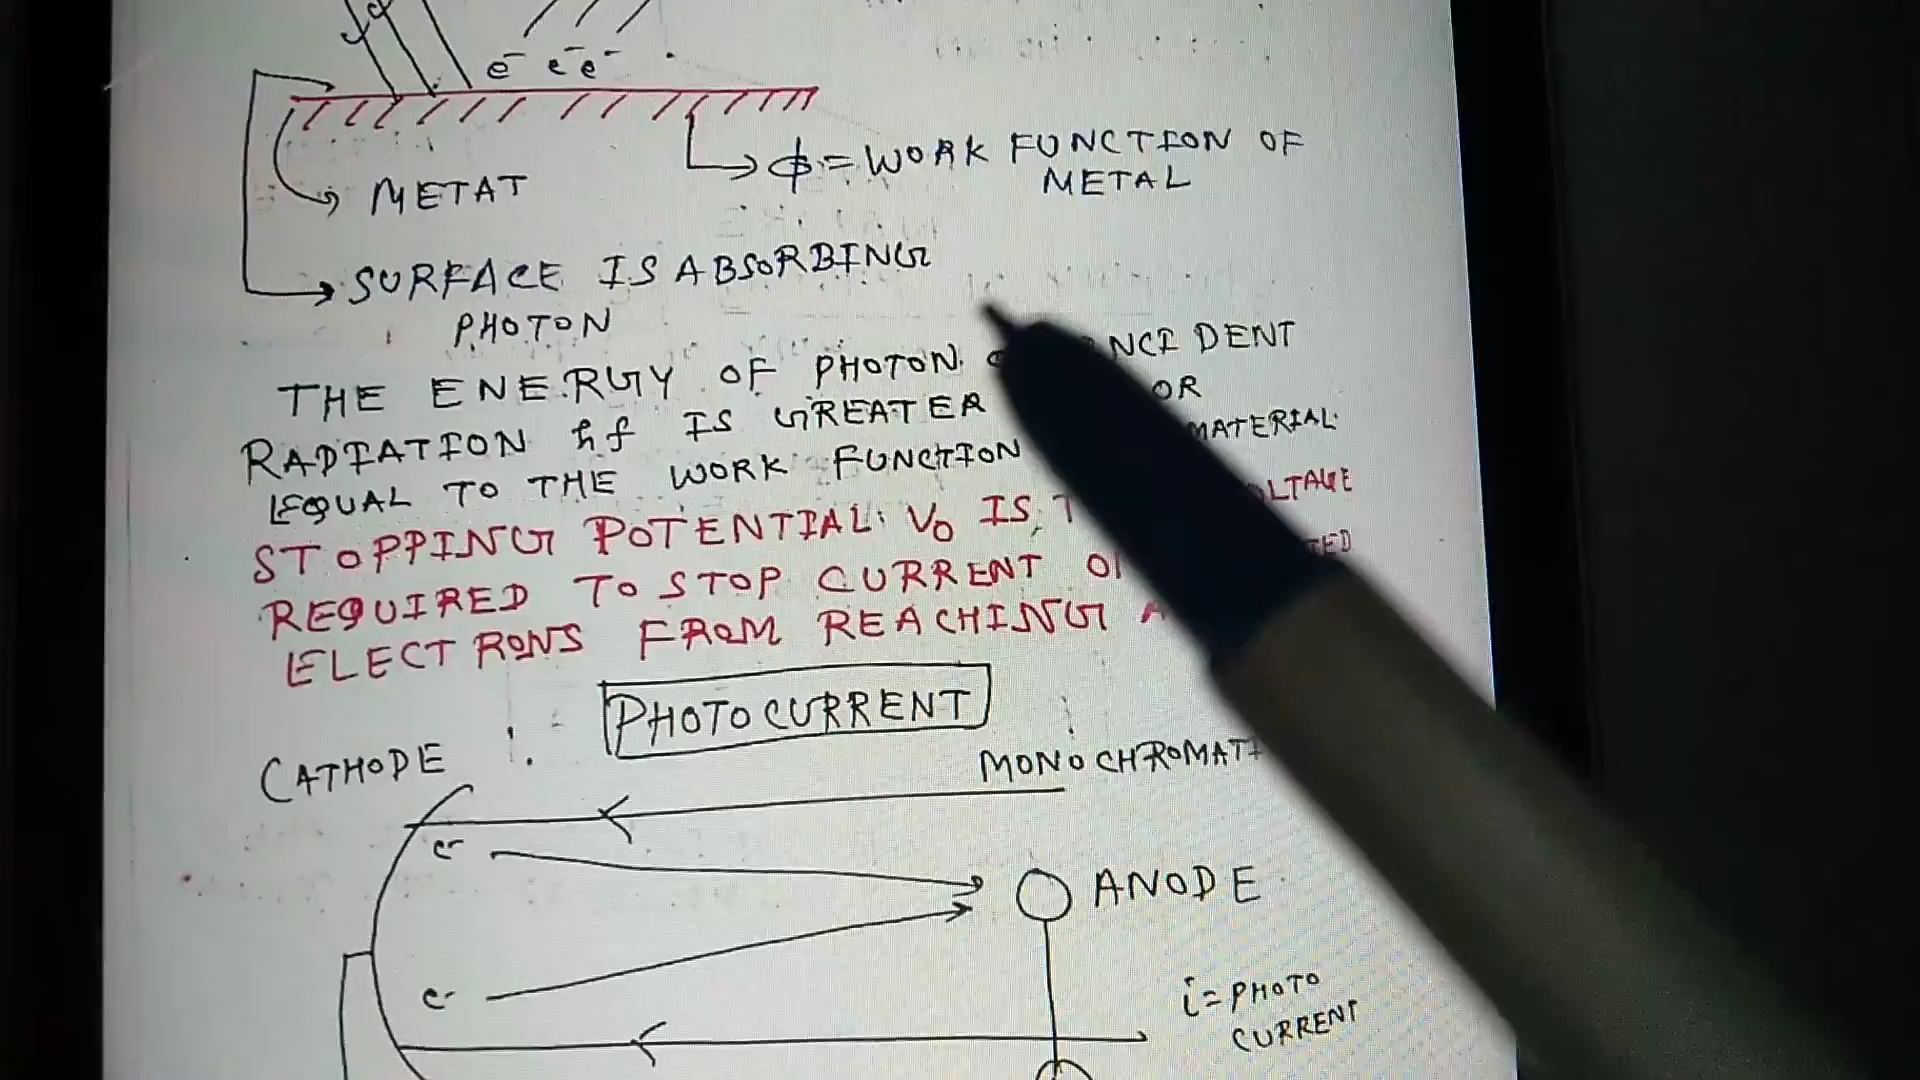 hf
e⁻ e⁻ e⁻
ϕ = WORK FUNCTION OF
METAL
METAT
SURFACE IS ABSORBING
PHOTON
THE ENERGY OF PHOTON NCIDENT
RADIATION hf IS GREATER OR
EQUAL TO THE WORK FUNCTION MATERIAL.
STOPPING POTENTIAL V₀ IS
REQUIRED TO STOP CURRENT
ELECTRONS FROM REACHING
PHOTOCURRENT
CATHODE
MONOCHROMATI
e⁻
ANODE
e⁻
i = PHOTO
CURRENT